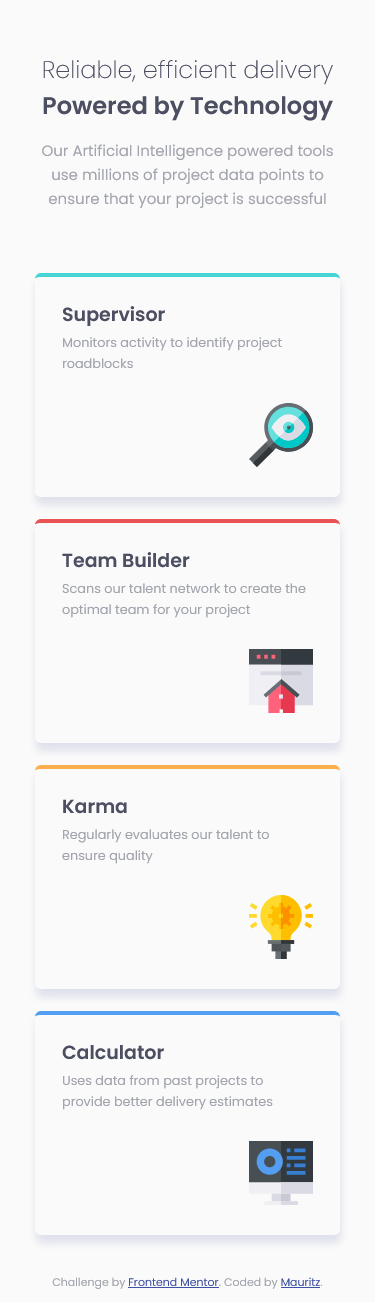 Reliable, efficient delivery
Powered by Technology
Our Artificial Intelligence powered tools
use millions of project data points to
ensure that your project is successful
Supervisor
Monitors activity to identify project
roadblocks
Team Builder
Scans our talent network to create the
optimal team for your project
Karma
Regularly evaluates our talent to
ensure quality
Calculator
Uses data from past projects to
provide better delivery estimates
Challenge by Frontend Mentor. Coded by Mauritz.